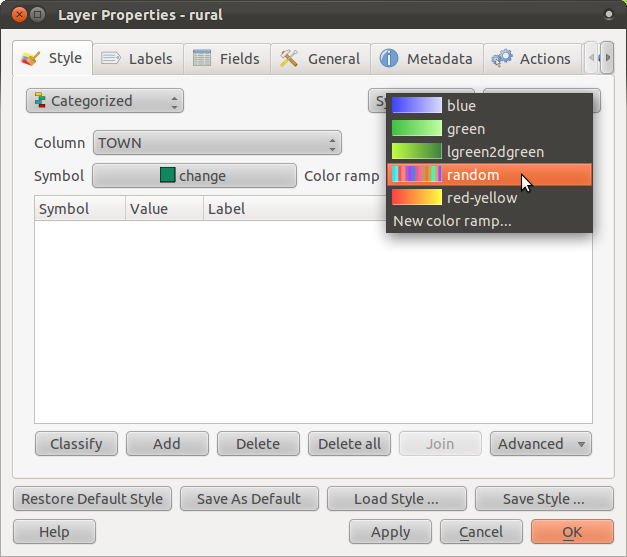 Layer Properties - rural
Style Labels Fields General Metadata Actions
Categorized Sy
blue
green
Column TOWN
lgreen2dgreen
Symbol change Color ramp random
red-yellow
Symbol Value Label
New color ramp...
Classify Add Delete Delete all Join Advanced
Restore Default Style Save As Default Load Style ... Save Style ...
Help Apply Cancel OK